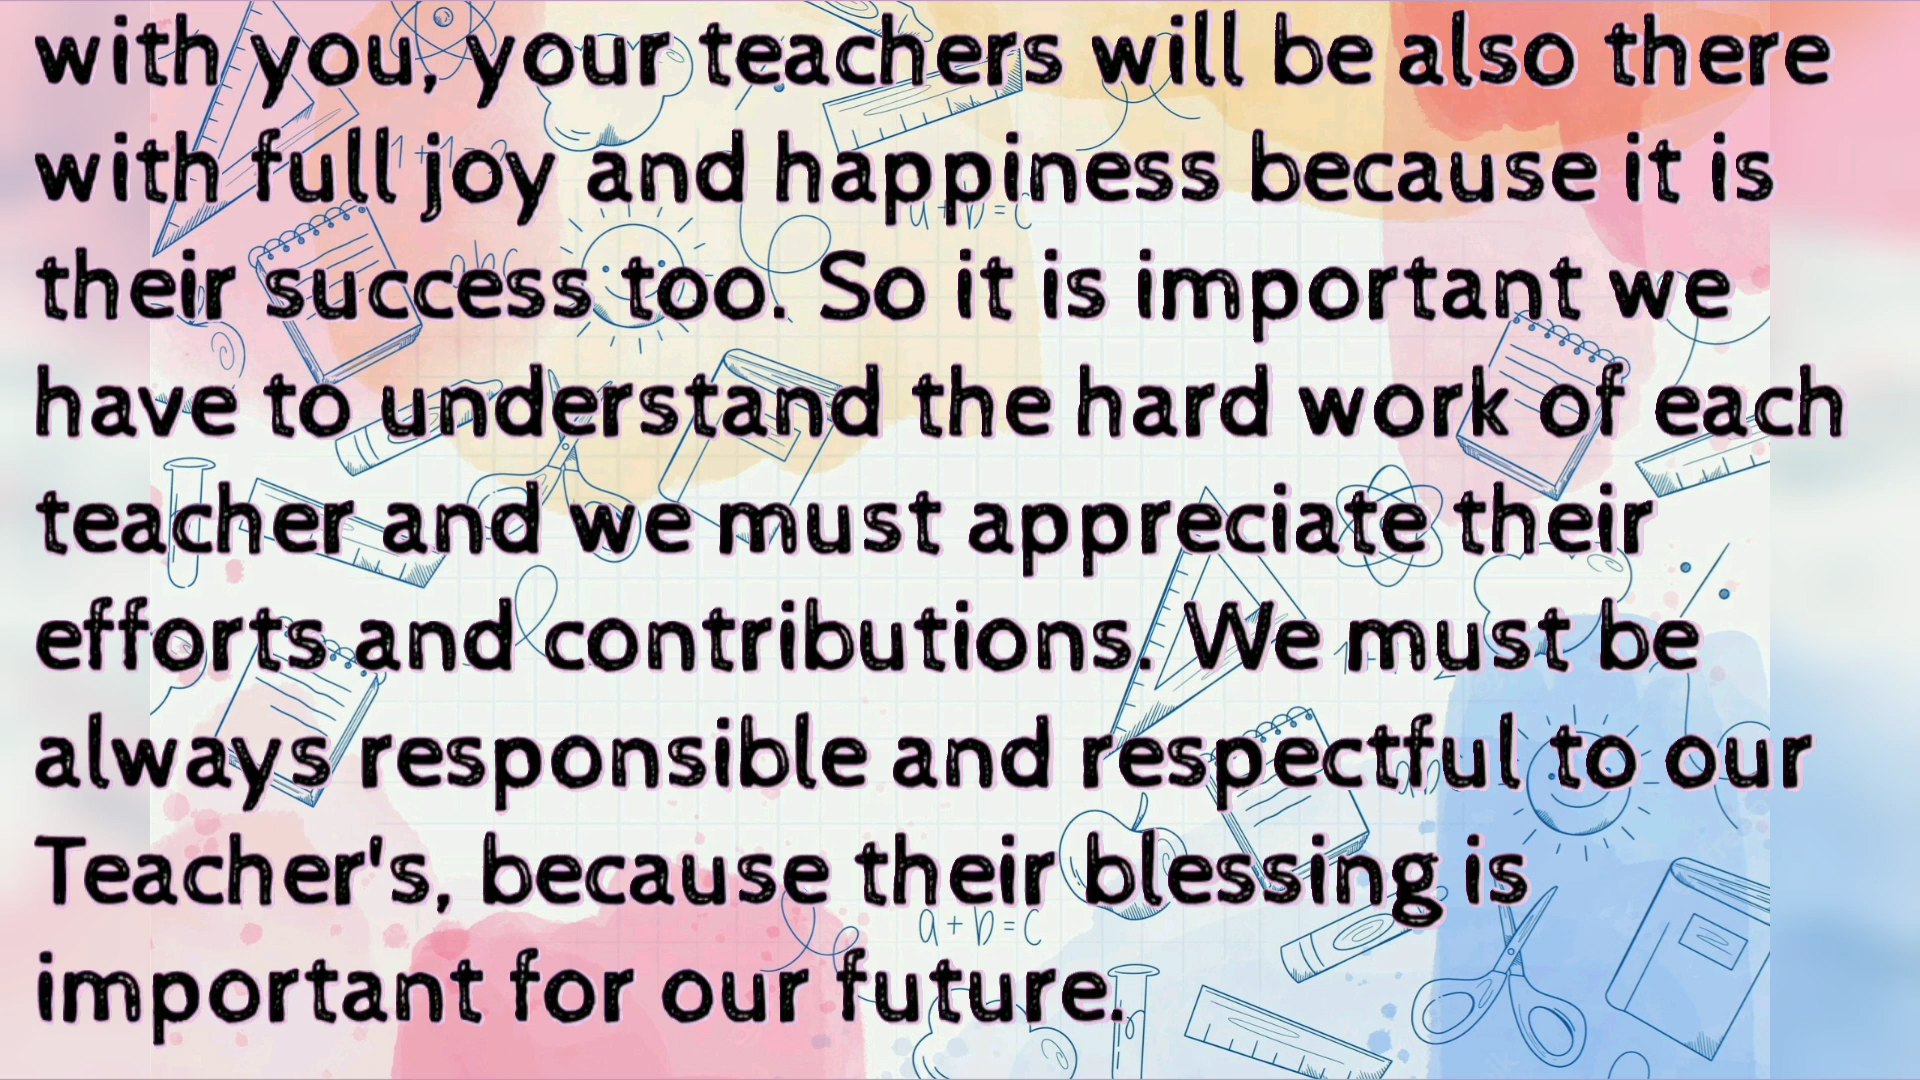 with you, your teachers will be also there
with full joy and happiness because it is
their success too. So it is important we
have to understand the hard work of each
teacher and we must appreciate their
efforts and contributions. We must be
always responsible and respectful to our
Teacher's, because their blessing is
important for our future.
a+b=c
a+b=c
abc